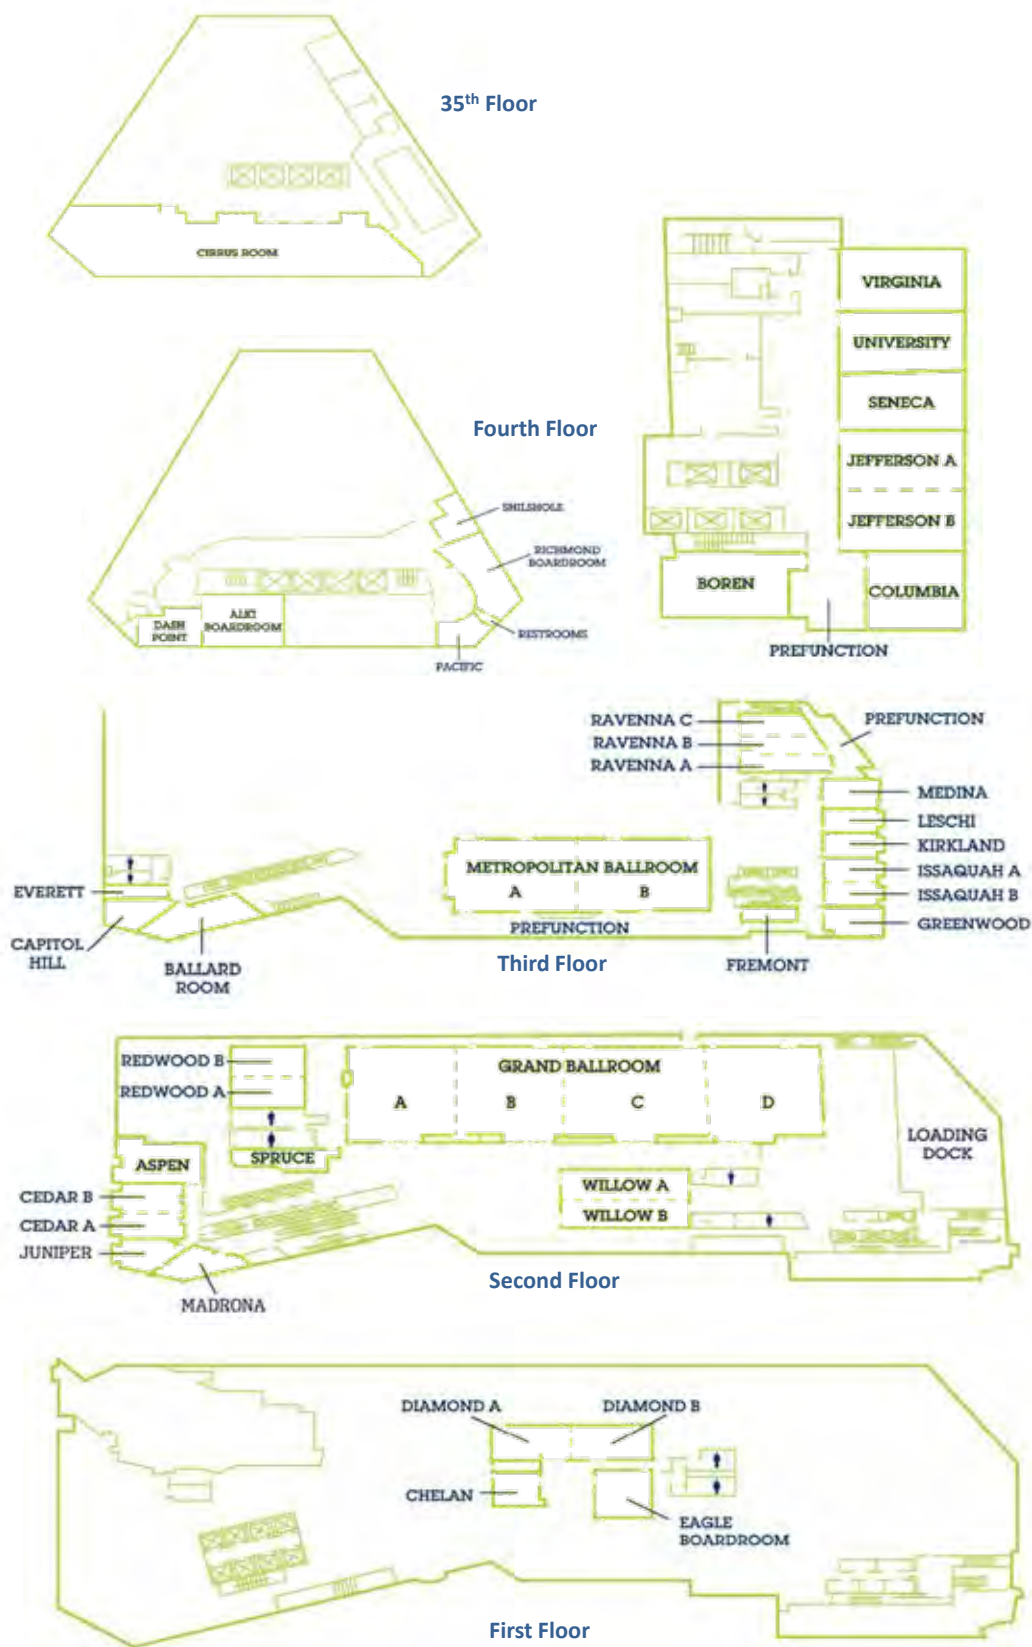 35th Floor
CIRRUS ROOM
VIRGINIA
UNIVERSITY
SENECA
JEFFERSON A
JEFFERSON B
BOREN
COLUMBIA
PREFUNCTION
Fourth Floor
SHILSHOLE
RICHMOND
BOARDROOM
DASH
POINT
ALKI
BOARDROOM
RESTROOMS
PACIFIC
RAVENNA C
RAVENNA B
RAVENNA A
PREFUNCTION
MEDINA
LESCHI
KIRKLAND
ISSAQUAH A
ISSAQUAH B
GREENWOOD
METROPOLITAN BALLROOM
A
B
PREFUNCTION
EVERETT
CAPITOL
HILL
BALLARD
ROOM
FREMONT
Third Floor
REDWOOD B
REDWOOD A
GRAND BALLROOM
A
B
C
D
LOADING
DOCK
ASPEN
SPRUCE
CEDAR B
CEDAR A
JUNIPER
MADRONA
WILLOW A
WILLOW B
Second Floor
DIAMOND A
DIAMOND B
CHELAN
EAGLE
BOARDROOM
First Floor